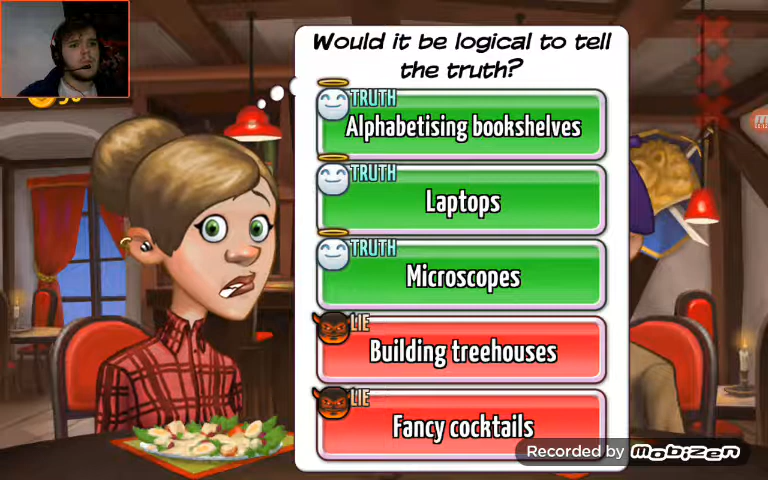 Would it be logical to tell
the truth?
TRUTH
Alphabetising bookshelves
TRUTH
Laptops
TRUTH
Microscopes
LIE
Building treehouses
LIE
Fancy cocktails
Recorded by mobizen